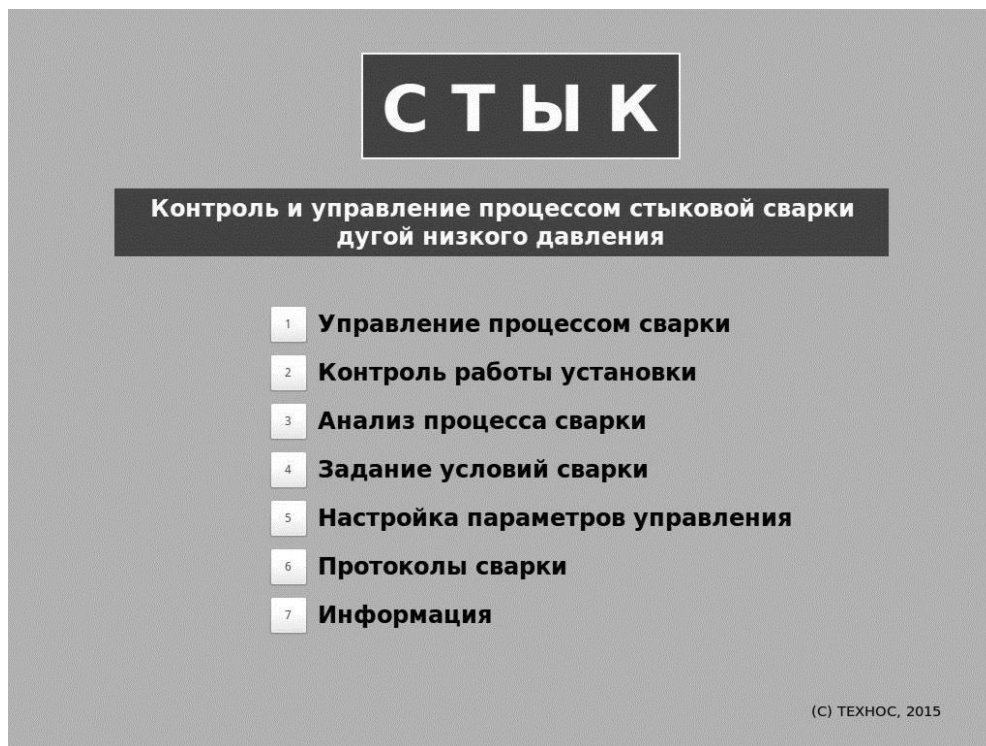 С Т Ы К
Контроль и управление процессом стыковой сварки
дугой низкого давления
1 Управление процессом сварки
2 Контроль работы установки
3 Анализ процесса сварки
4 Задание условий сварки
5 Настройка параметров управления
6 Протоколы сварки
7 Информация
(C) ТЕХНОС, 2015